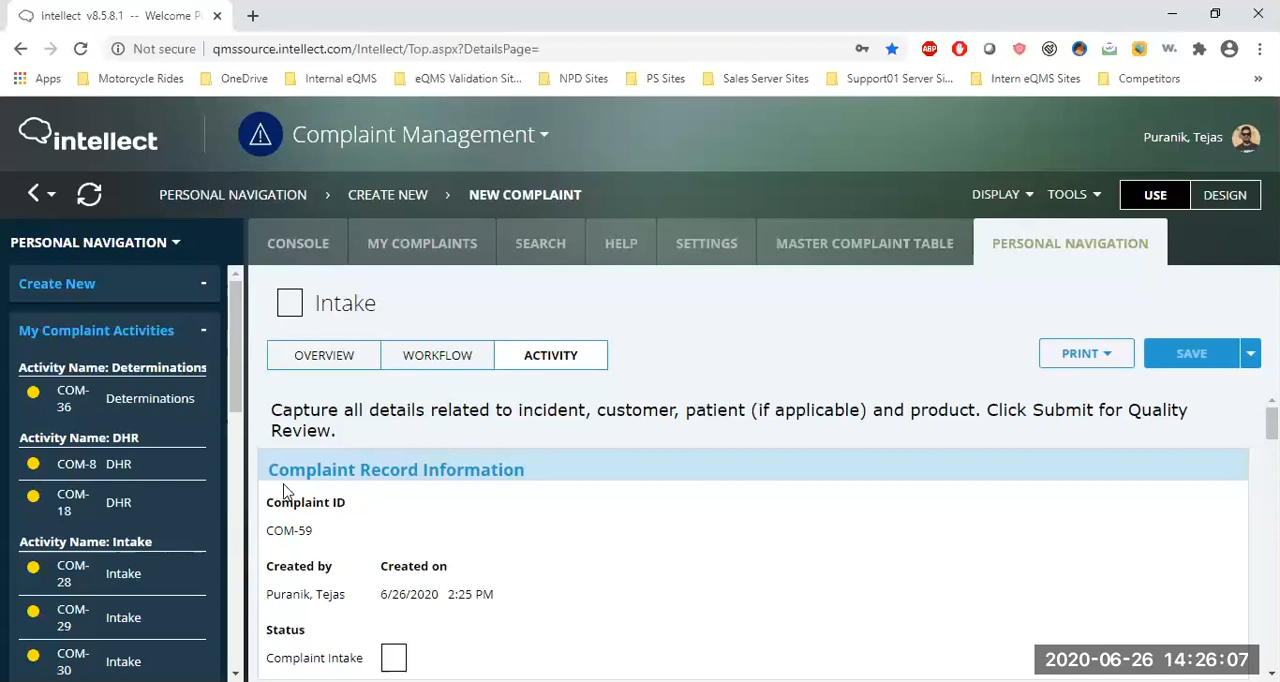 Intellect v8.5.8.1 -- Welcome P
Not secure qmssource.intellect.com/Intellect/Top.aspx?DetailsPage=
ABP
W.
Apps Motorcycle Rides OneDrive Internal eQMS eQMS Validation Sit... NPD Sites PS Sites Sales Server Sites Support01 Server Si... Intern eQMS Sites Competitors »
intellect Complaint Management Puranik, Tejas
PERSONAL NAVIGATION › CREATE NEW › NEW COMPLAINT DISPLAY TOOLS USE DESIGN
PERSONAL NAVIGATION CONSOLE MY COMPLAINTS SEARCH HELP SETTINGS MASTER COMPLAINT TABLE PERSONAL NAVIGATION
Create New -
My Complaint Activities -
Activity Name: Determinations
COM-
36 Determinations
Activity Name: DHR
COM-8 DHR
COM-
18 DHR
Activity Name: Intake
COM-
28 Intake
COM-
29 Intake
COM-
30 Intake
Intake
OVERVIEW WORKFLOW ACTIVITY PRINT SAVE
Capture all details related to incident, customer, patient (if applicable) and product. Click Submit for Quality
Review.
Complaint Record Information
Complaint ID
COM-59
Created by Created on
Puranik, Tejas 6/26/2020 2:25 PM
Status
Complaint Intake
2020-06-26 14:26:07